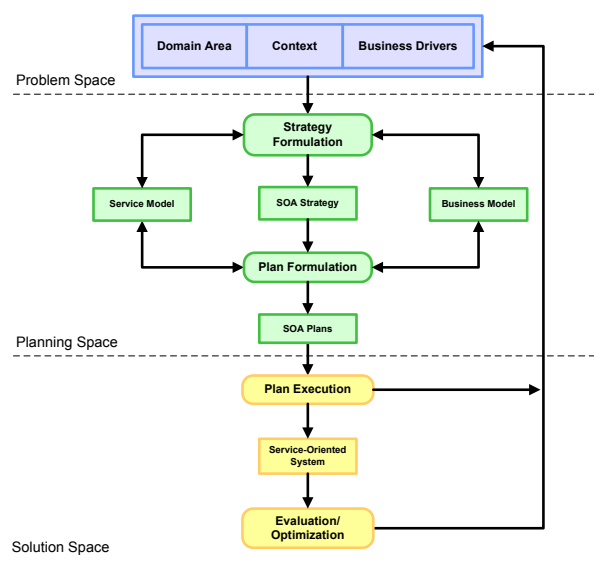 Domain Area
Context
Business Drivers
Problem Space
Strategy
Formulation
Service Model
SOA Strategy
Business Model
Plan Formulation
SOA Plans
Planning Space
Plan Execution
Service-Oriented
System
Evaluation/
Optimization
Solution Space